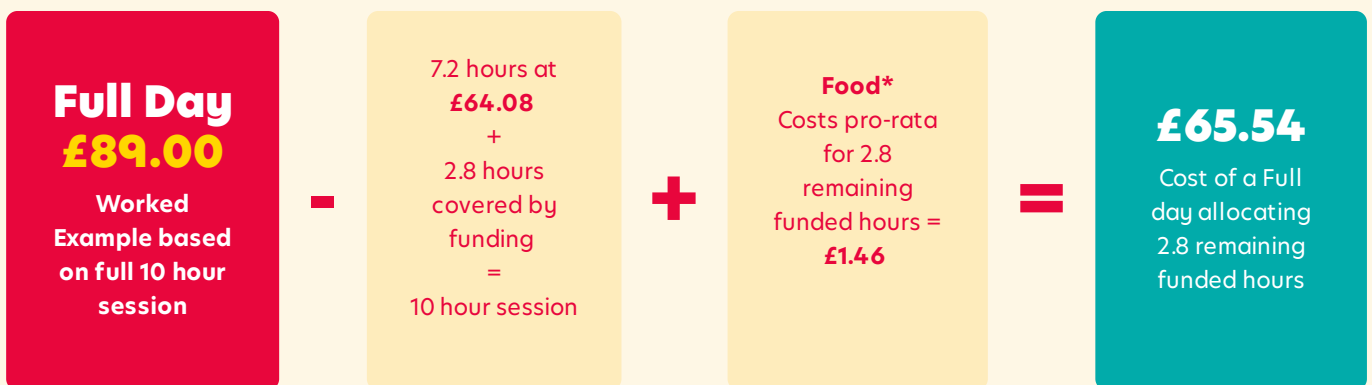 Full Day
£89.00
Worked
Example based
on full 10 hour
session
-
7.2 hours at
£64.08
+
2.8 hours
covered by
funding
=
10 hour session
+
Food*
Costs pro-rata
for 2.8
remaining
funded hours =
£1.46
=
£65.54
Cost of a Full
day allocating
2.8 remaining
funded hours